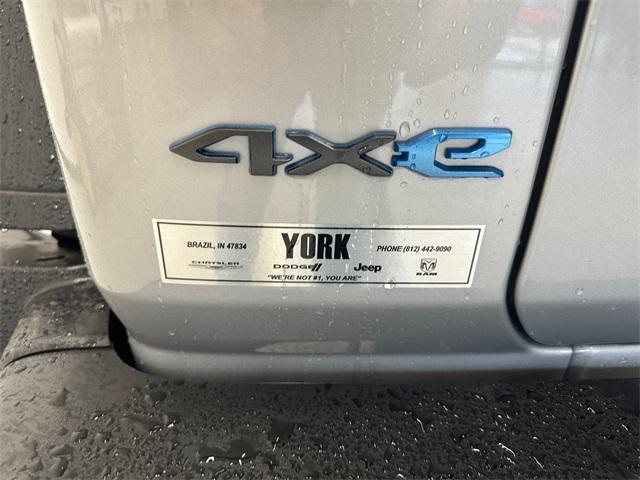 4xe
BRAZIL, IN 47834 YORK PHONE (812) 442-9090
CHRYSLER DODGE// Jeep RAM
"WE'RE NOT #1, YOU ARE"